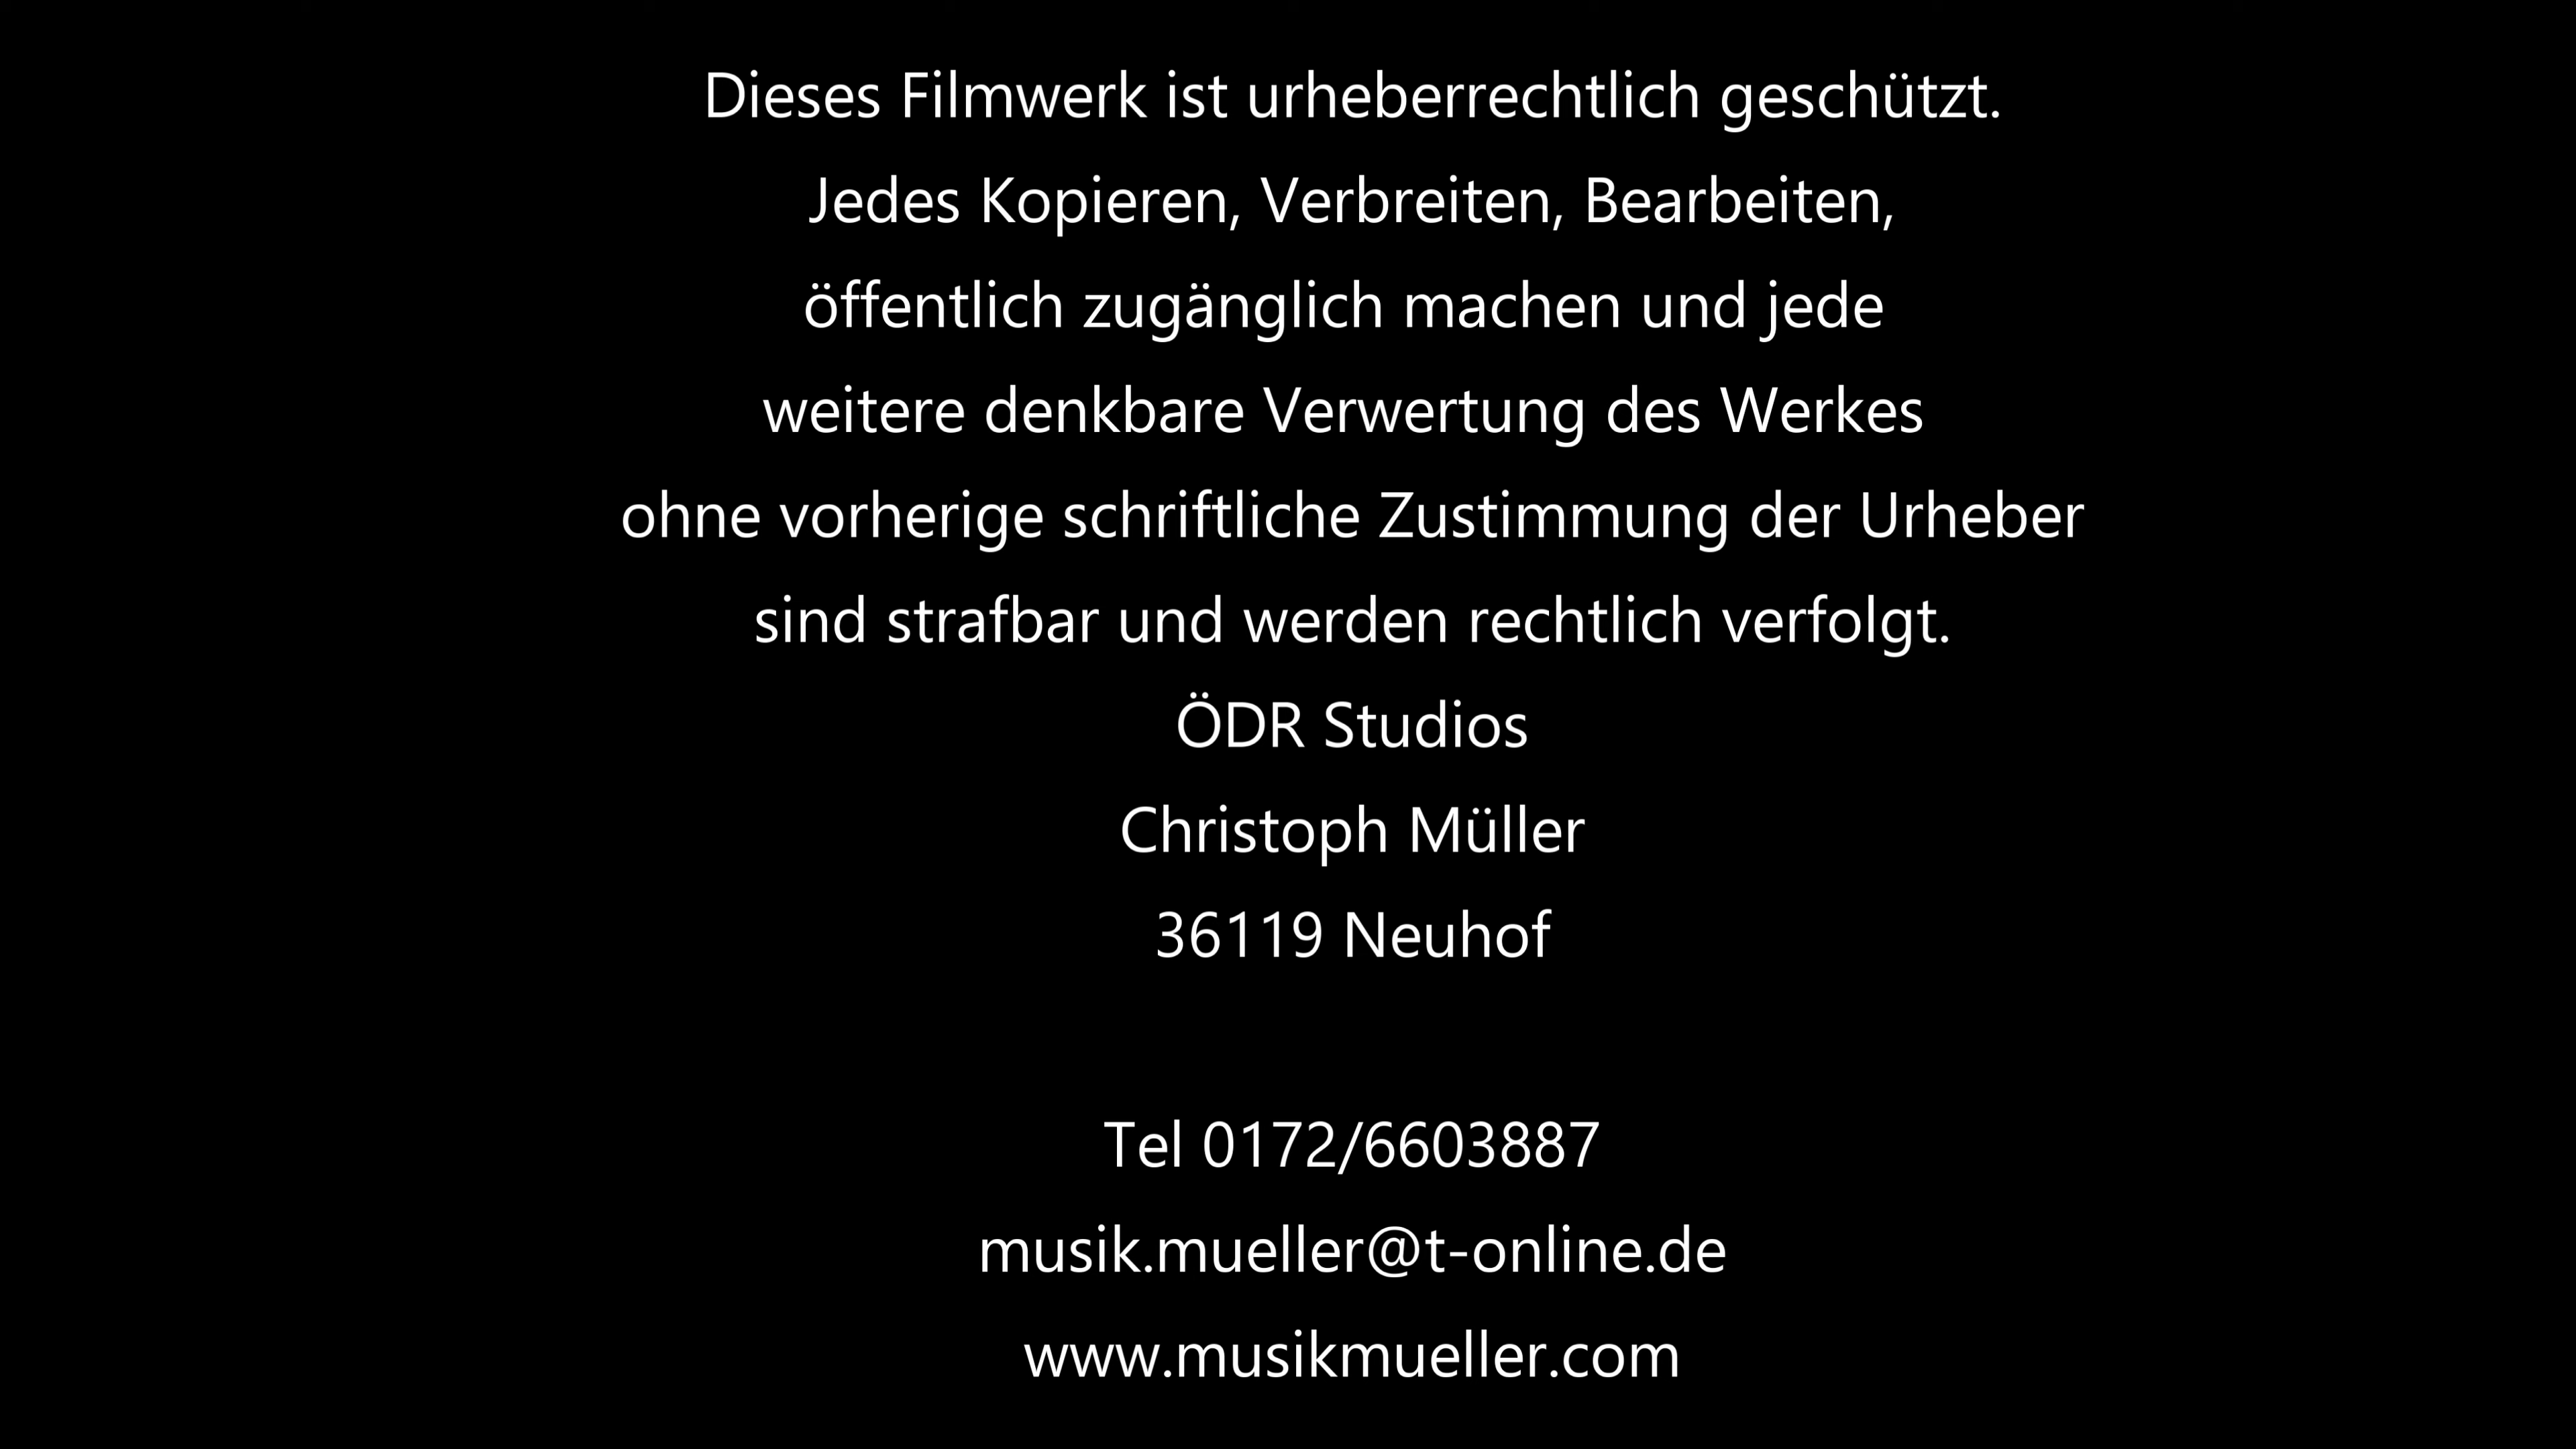 Dieses Filmwerk ist urheberrechtlich geschützt.
Jedes Kopieren, Verbreiten, Bearbeiten,
öffentlich zugänglich machen und jede
weitere denkbare Verwertung des Werkes
ohne vorherige schriftliche Zustimmung der Urheber
sind strafbar und werden rechtlich verfolgt.
ÖDR Studios
Christoph Müller
36119 Neuhof
Tel 0172/6603887
musik.mueller@t-online.de
www.musikmueller.com